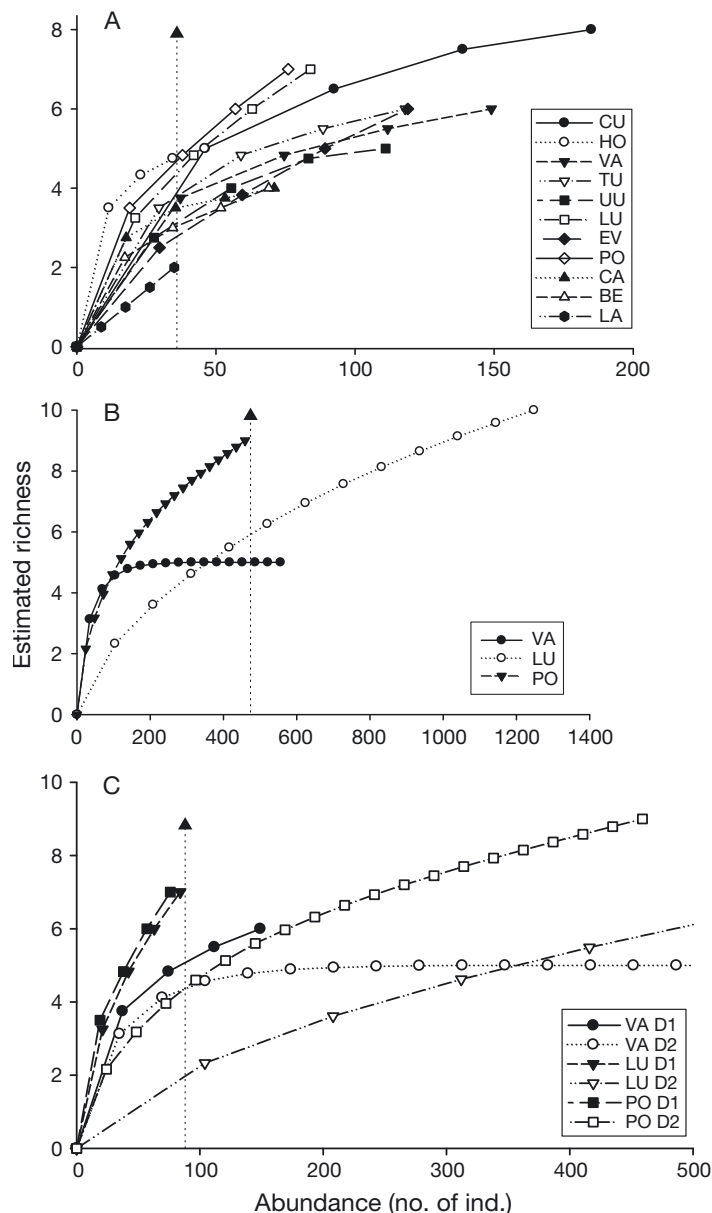 A
8
6
4
2
0
CU
HO
VA
TU
UU
LU
EV
PO
CA
BE
LA
0 50 100 150 200
B
10
8
6
4
2
0
Estimated richness
VA
LU
PO
0 200 400 600 800 1000 1200 1400
C
10
8
6
4
2
0
VA D1
VA D2
LU D1
LU D2
PO D1
PO D2
0 100 200 300 400 500
Abundance (no. of ind.)